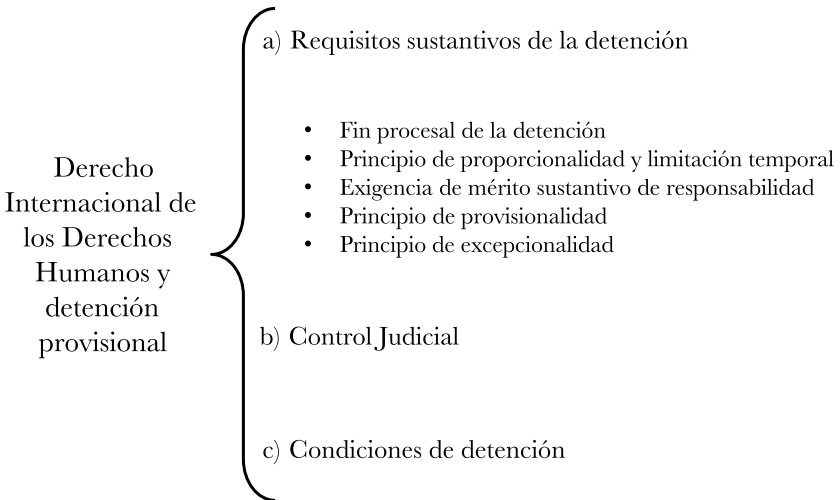 Derecho
Internacional de
los Derechos
Humanos y
detención
provisional
a) Requisitos sustantivos de la detención
• Fin procesal de la detención
• Principio de proporcionalidad y limitación temporal
• Exigencia de mérito sustantivo de responsabilidad
• Principio de provisionalidad
• Principio de excepcionalidad
b) Control Judicial
c) Condiciones de detención